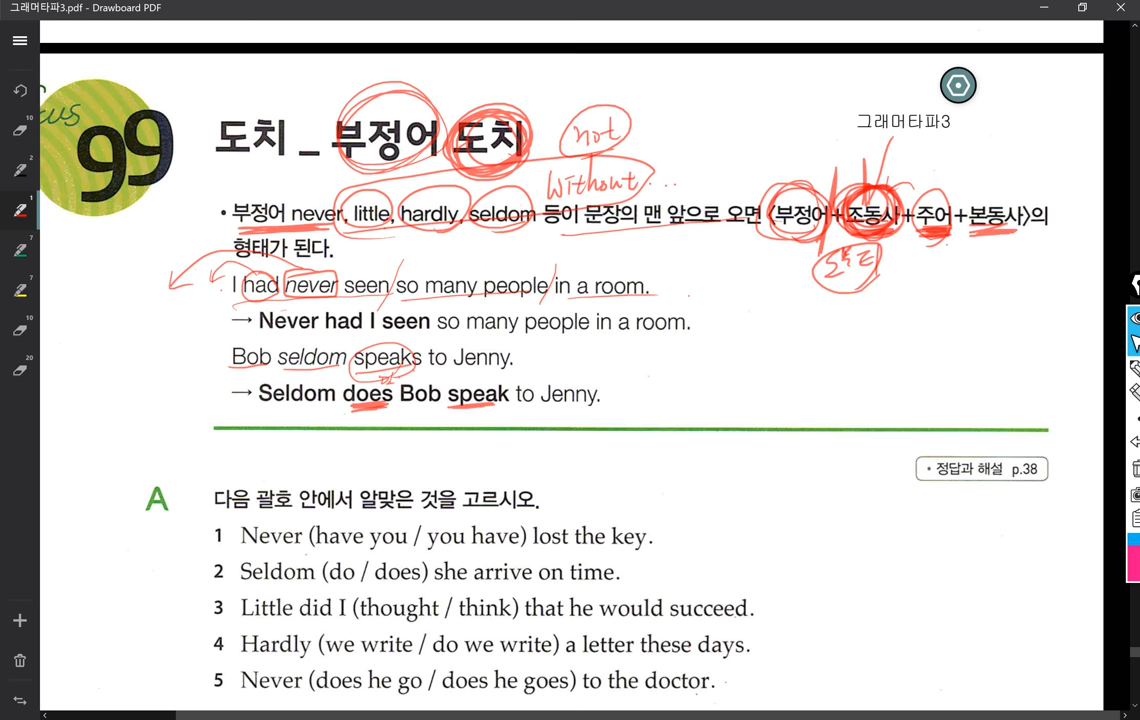 그래머타파3.pdf - Drawboard PDF
cus
99
도치 _ 부정어 도치
not
without...
그래머타파3
• 부정어 never, little, hardly, seldom 등이 문장의 맨 앞으로 오면 〈부정어+조동사+주어+본동사〉의
형태가 된다.
I had never seen so many people in a room.
→ Never had I seen so many people in a room.
Bob seldom speaks to Jenny.
→ Seldom does Bob speak to Jenny.
• 정답과 해설 p.38
A 다음 괄호 안에서 알맞은 것을 고르시오.
1 Never (have you / you have) lost the key.
2 Seldom (do / does) she arrive on time.
3 Little did I (thought / think) that he would succeed.
4 Hardly (we write / do we write) a letter these days.
5 Never (does he go / does he goes) to the doctor.
10
2
1
7
7
10
20